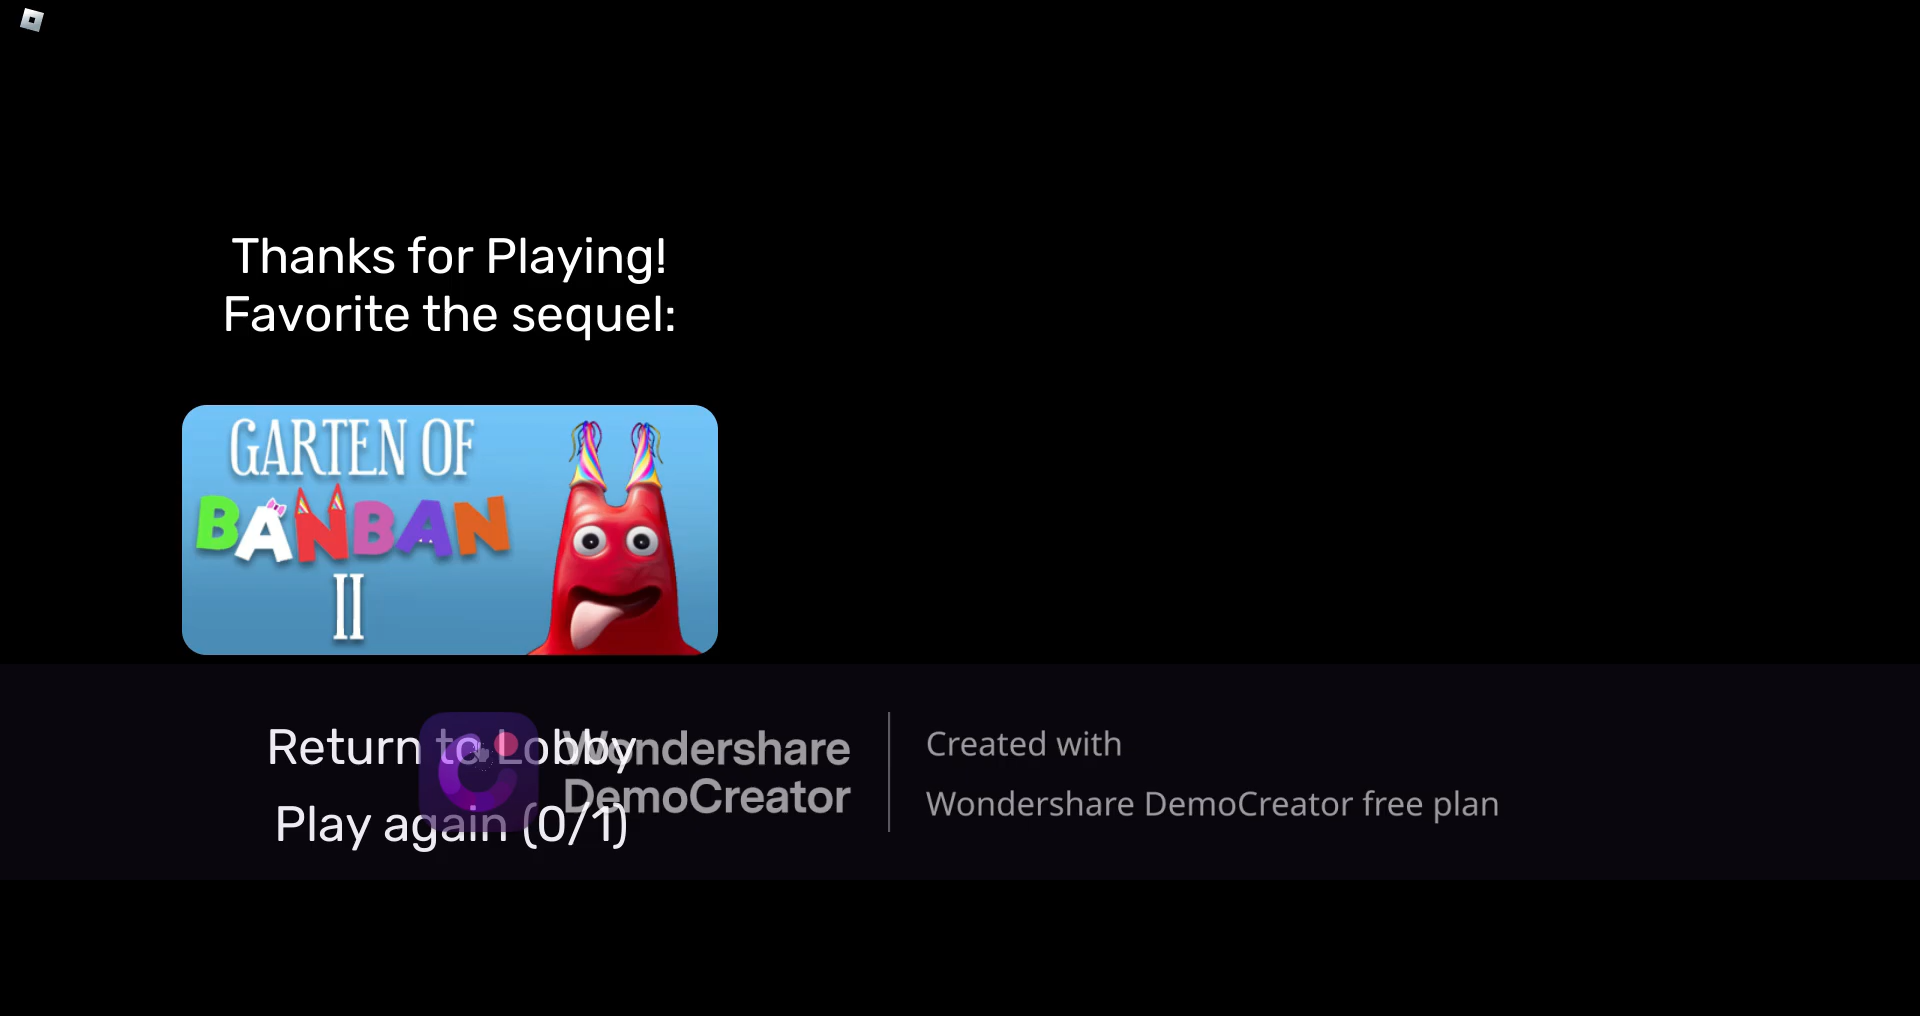 Thanks for Playing!
Favorite the sequel:
GARTEN OF
BANBAN
II
Return to Lobby
Play again (0/1)
Wondershare
DemoCreator
Created with
Wondershare DemoCreator free plan